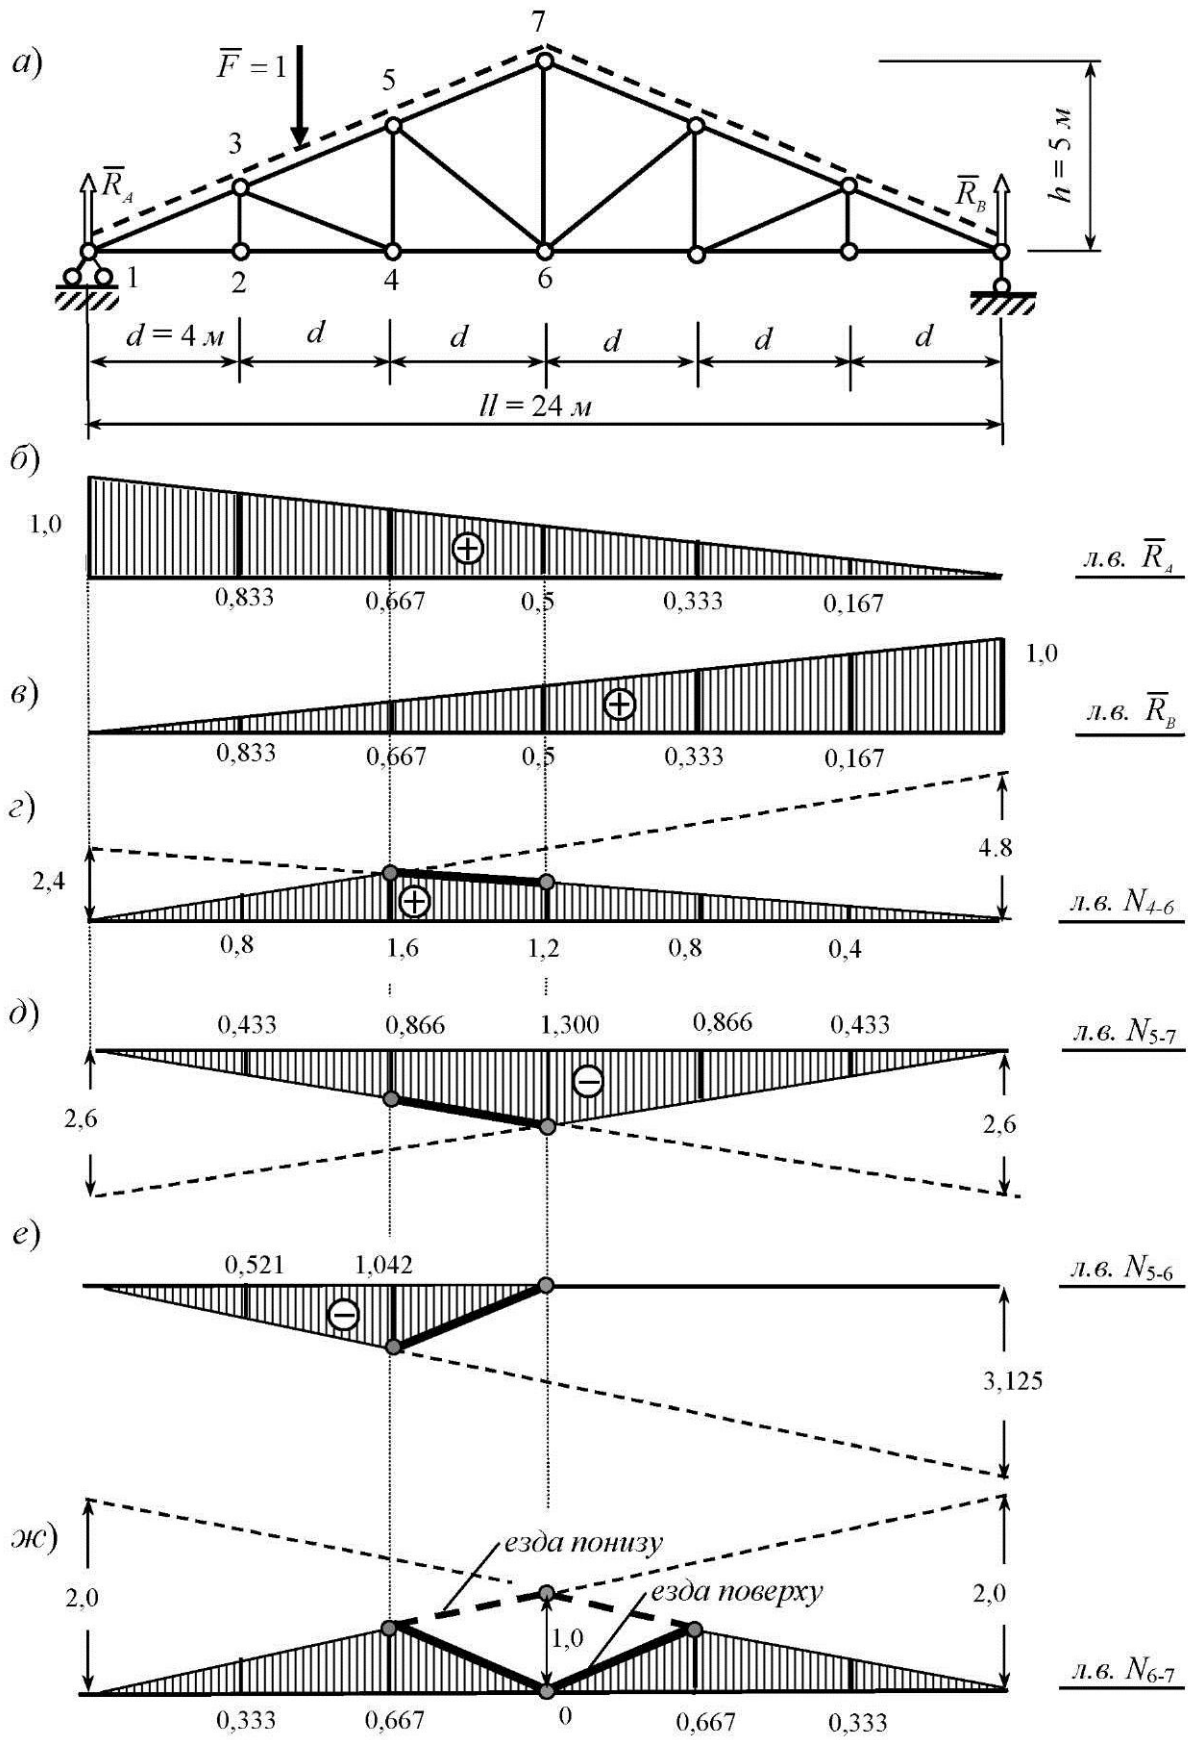 7
а)
F̅ = 1
5
3
R̅_A
R̅_B
h = 5 м
1
2
4
6
d = 4 м
d
d
d
d
d
ll = 24 м
б)
1,0
л.в. R̅_A
0,833
0,667
0,5
0,333
0,167
в)
1,0
л.в. R̅_B
0,833
0,667
0,5
0,333
0,167
г)
2,4
4.8
л.в. N4-6
0,8
1,6
1,2
0,8
0,4
д)
0,433
0,866
1,300
0,866
0,433
л.в. N5-7
2,6
2,6
е)
0,521
1,042
л.в. N5-6
3,125
ж)
езда понизу
езда поверху
2,0
2,0
1,0
л.в. N6-7
0,333
0,667
0
0,667
0,333